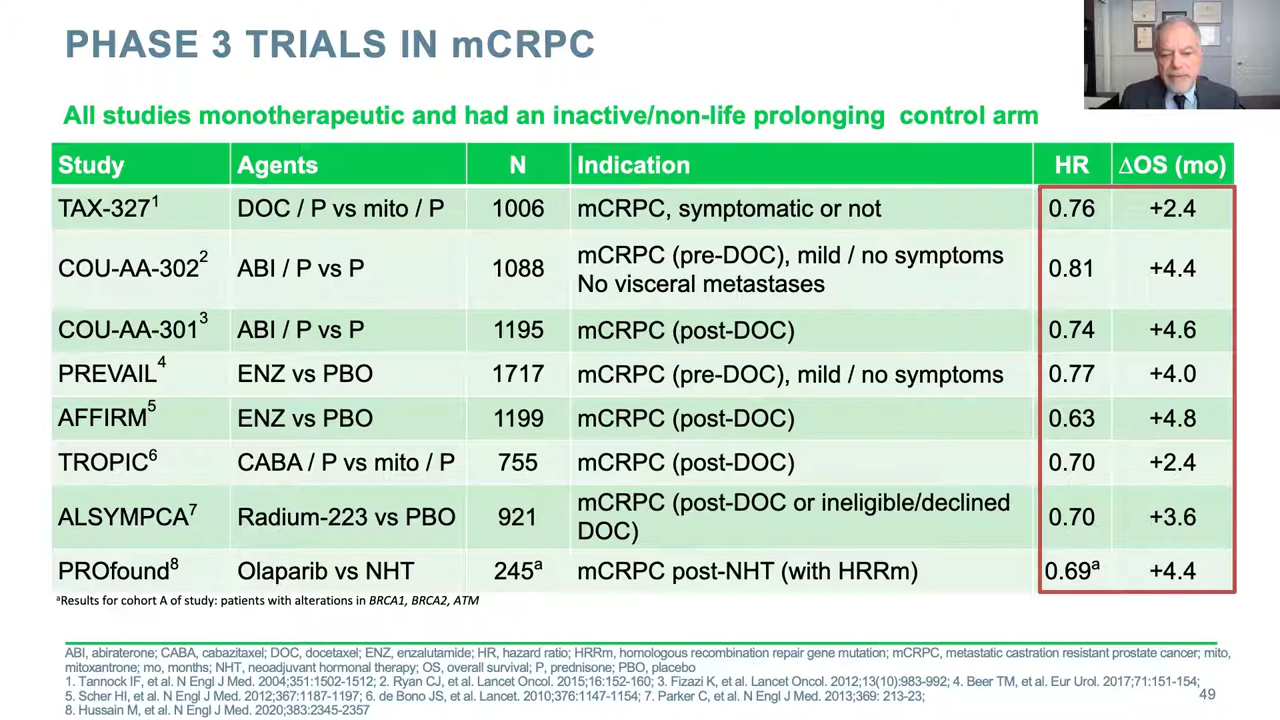 PHASE 3 TRIALS IN mCRPC
All studies monotherapeutic and had an inactive/non-life prolonging control arm
Study Agents N Indication HR ΔOS (mo)
TAX-327¹ DOC / P vs mito / P 1006 mCRPC, symptomatic or not 0.76 +2.4
COU-AA-302² ABI / P vs P 1088 mCRPC (pre-DOC), mild / no symptoms 0.81 +4.4
No visceral metastases
COU-AA-301³ ABI / P vs P 1195 mCRPC (post-DOC) 0.74 +4.6
PREVAIL⁴ ENZ vs PBO 1717 mCRPC (pre-DOC), mild / no symptoms 0.77 +4.0
AFFIRM⁵ ENZ vs PBO 1199 mCRPC (post-DOC) 0.63 +4.8
TROPIC⁶ CABA / P vs mito / P 755 mCRPC (post-DOC) 0.70 +2.4
ALSYMPCA⁷ Radium-223 vs PBO 921 mCRPC (post-DOC or ineligible/declined 0.70 +3.6
DOC)
PROfound⁸ Olaparib vs NHT 245ᵃ mCRPC post-NHT (with HRRm) 0.69ᵃ +4.4
ᵃResults for cohort A of study: patients with alterations in BRCA1, BRCA2, ATM
ABI, abiraterone; CABA, cabazitaxel; DOC, docetaxel; ENZ, enzalutamide; HR, hazard ratio; HRRm, homologous recombination repair gene mutation; mCRPC, metastatic castration resistant prostate cancer; mito,
mitoxantrone; mo, months; NHT, neoadjuvant hormonal therapy; OS, overall survival; P, prednisone; PBO, placebo
1. Tannock IF, et al. N Engl J Med. 2004;351:1502-1512; 2. Ryan CJ, et al. Lancet Oncol. 2015;16:152-160; 3. Fizazi K, et al. Lancet Oncol. 2012;13(10):983-992; 4. Beer TM, et al. Eur Urol. 2017;71:151-154;
5. Scher HI, et al. N Engl J Med. 2012;367:1187-1197; 6. de Bono JS, et al. Lancet. 2010;376:1147-1154; 7. Parker C, et al. N Engl J Med. 2013;369: 213-23;
8. Hussain M, et al. N Engl J Med. 2020;383:2345-2357
49